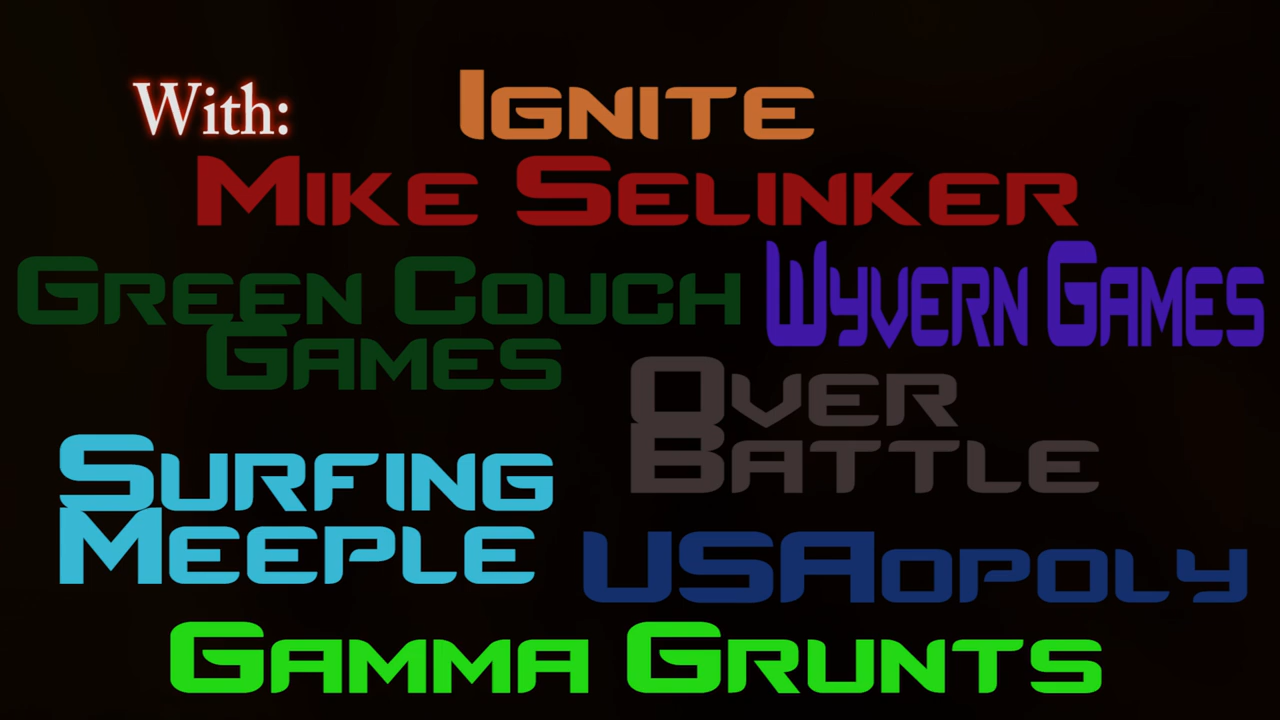 With: Ignite
Mike Selinker
Green Couch
Games
Wyvern Games
Over
Battle
Surfing
Meeple
USAopoly
Gamma Grunts